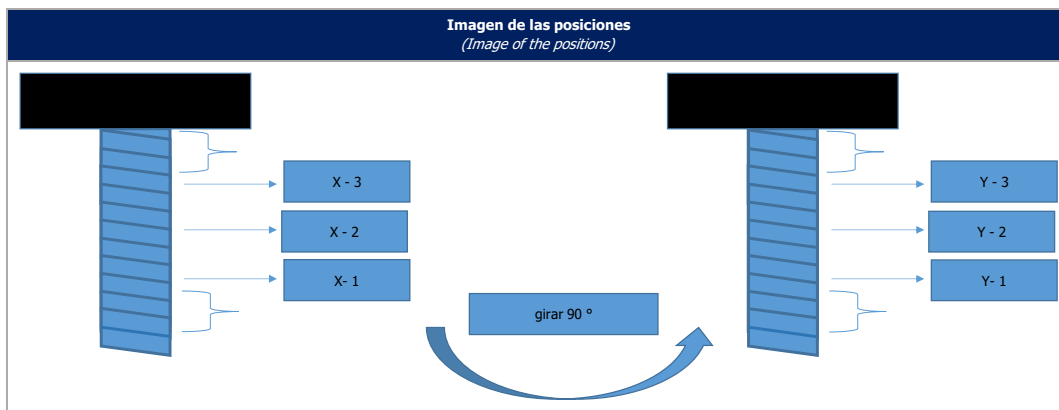 Imagen de las posiciones
(Image of the positions)
X - 3
Y - 3
X - 2
Y - 2
X- 1
Y- 1
girar 90 º